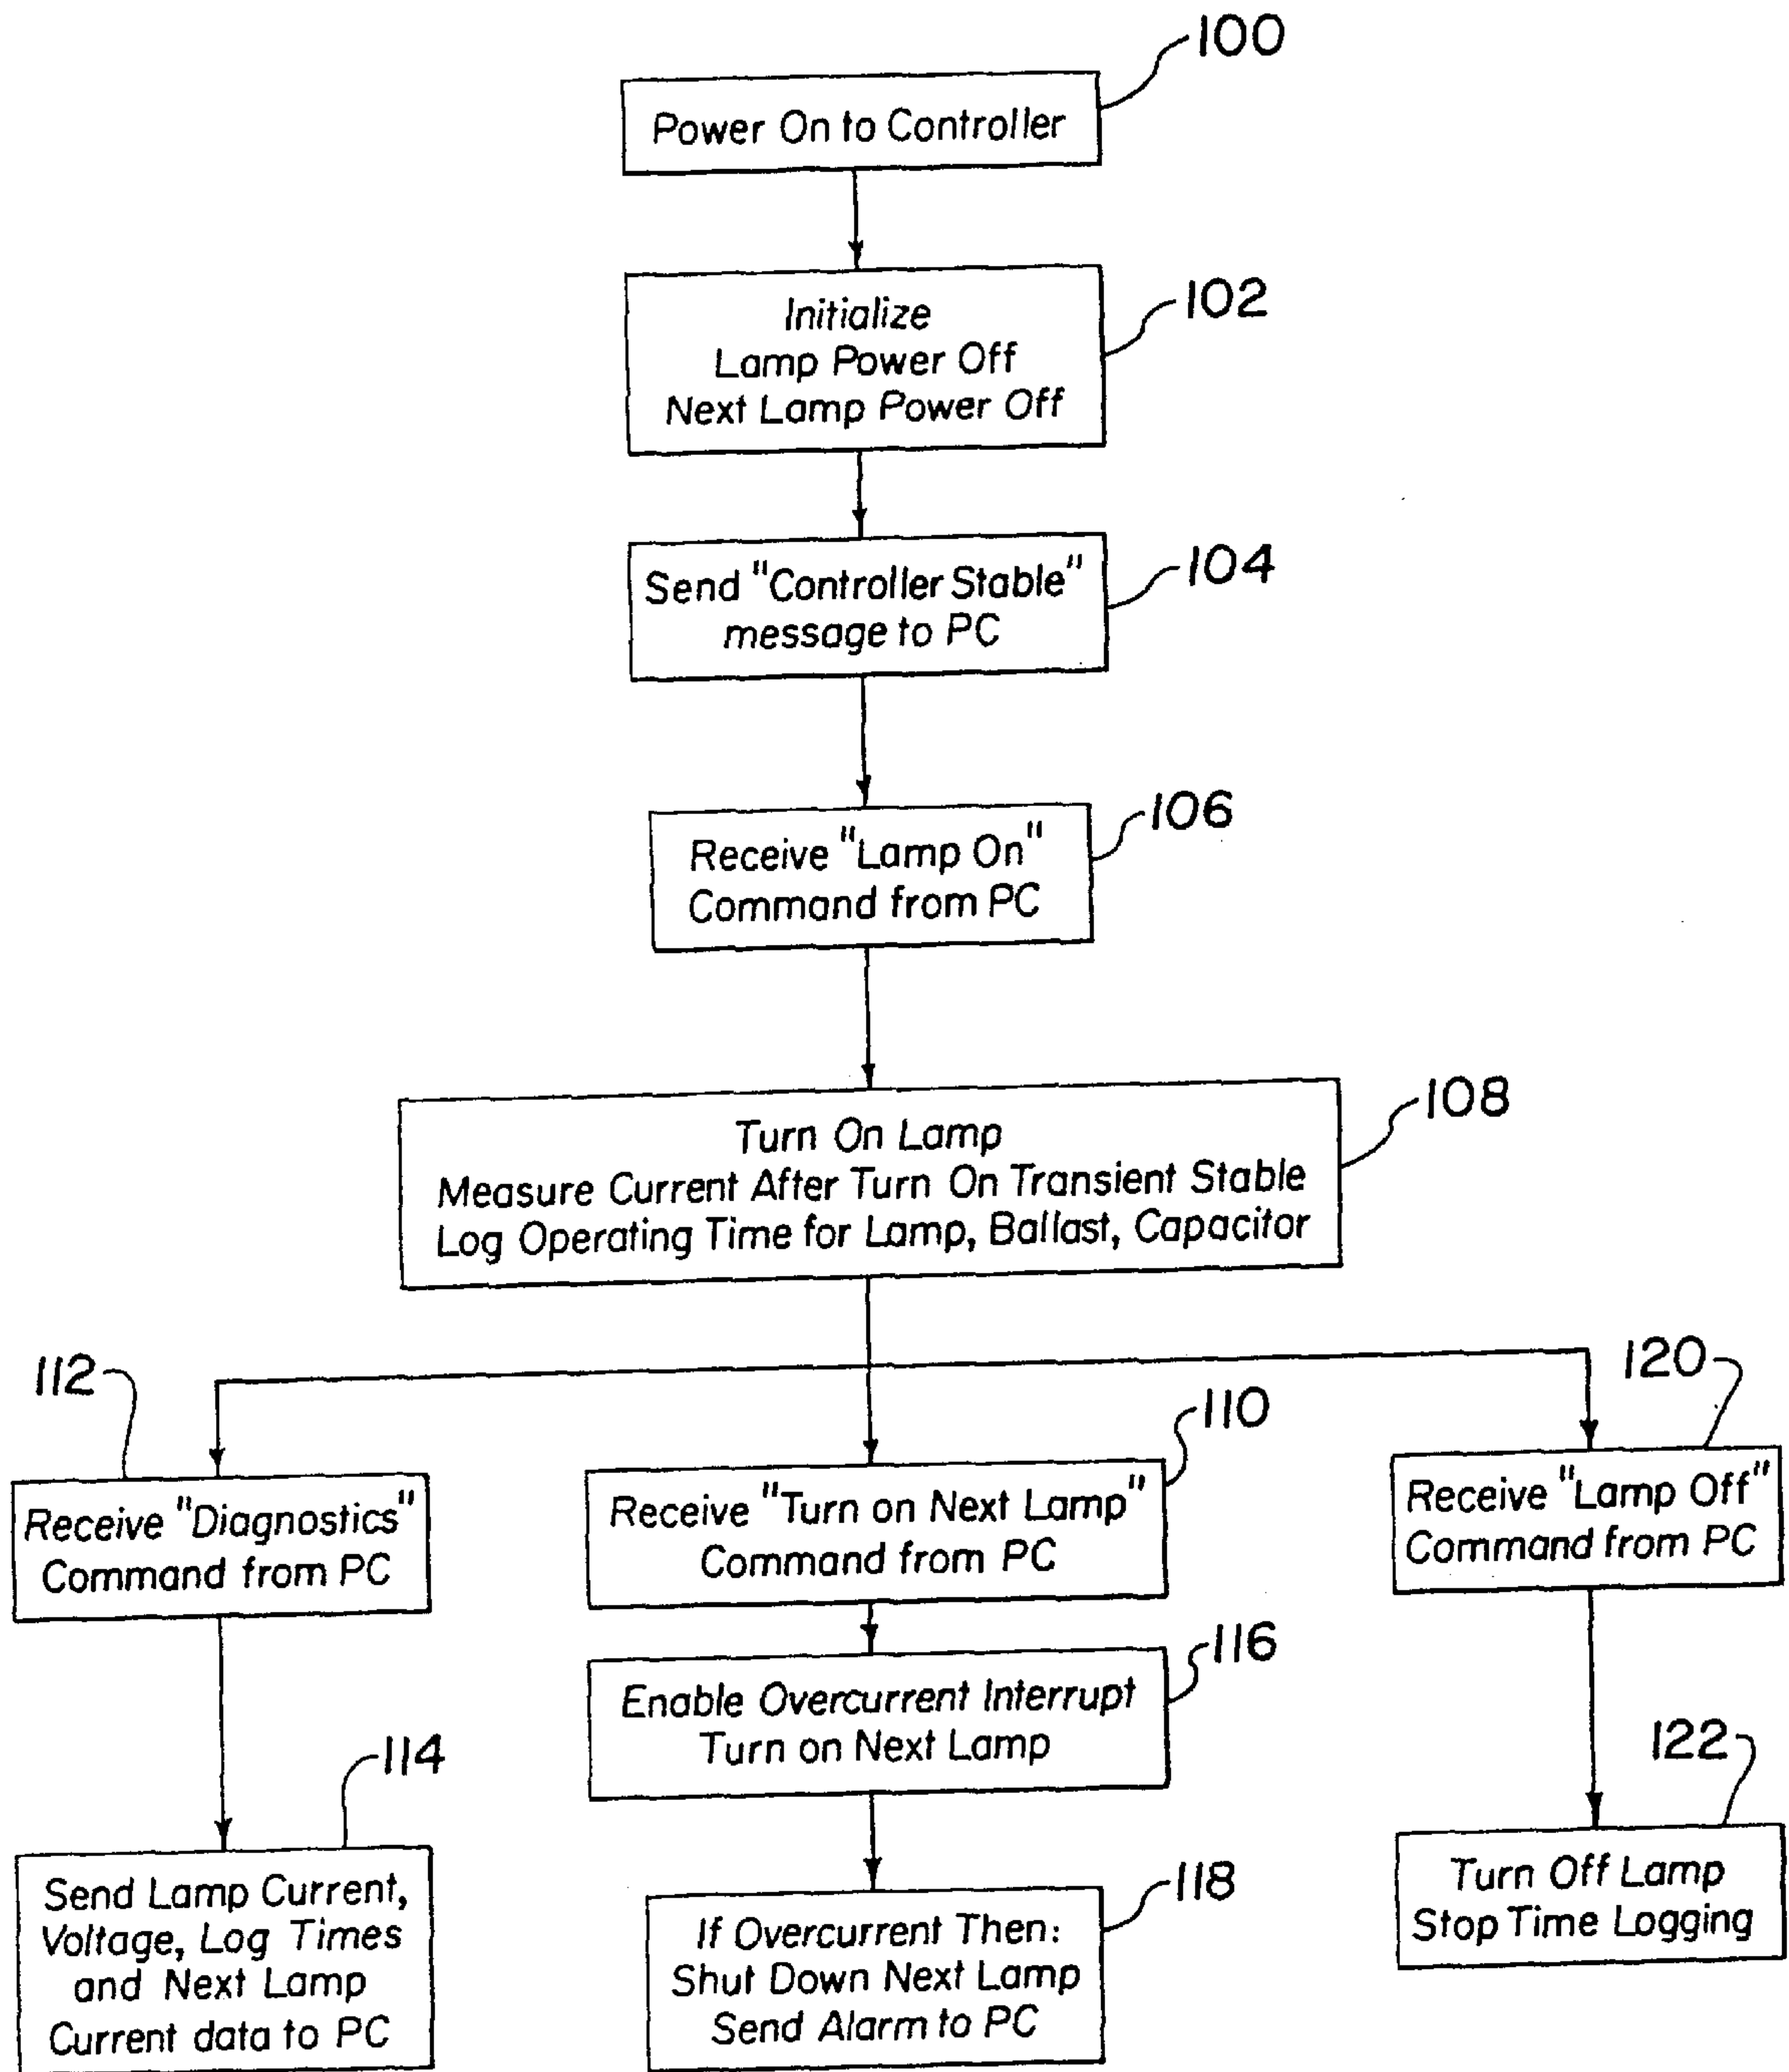 100
Power On to Controller
102
Initialize
Lamp Power Off
Next Lamp Power Off
104
Send "Controller Stable"
message to PC
106
Receive "Lamp On"
Command from PC
108
Turn On Lamp
Measure Current After Turn On Transient Stable
Log Operating Time for Lamp, Ballast, Capacitor
112
Receive "Diagnostics"
Command from PC
114
Send Lamp Current,
Voltage, Log Times
and Next Lamp
Current data to PC
110
Receive "Turn on Next Lamp"
Command from PC
116
Enable Overcurrent Interrupt
Turn on Next Lamp
118
If Overcurrent Then:
Shut Down Next Lamp
Send Alarm to PC
120
Receive "Lamp Off"
Command from PC
122
Turn Off Lamp
Stop Time Logging